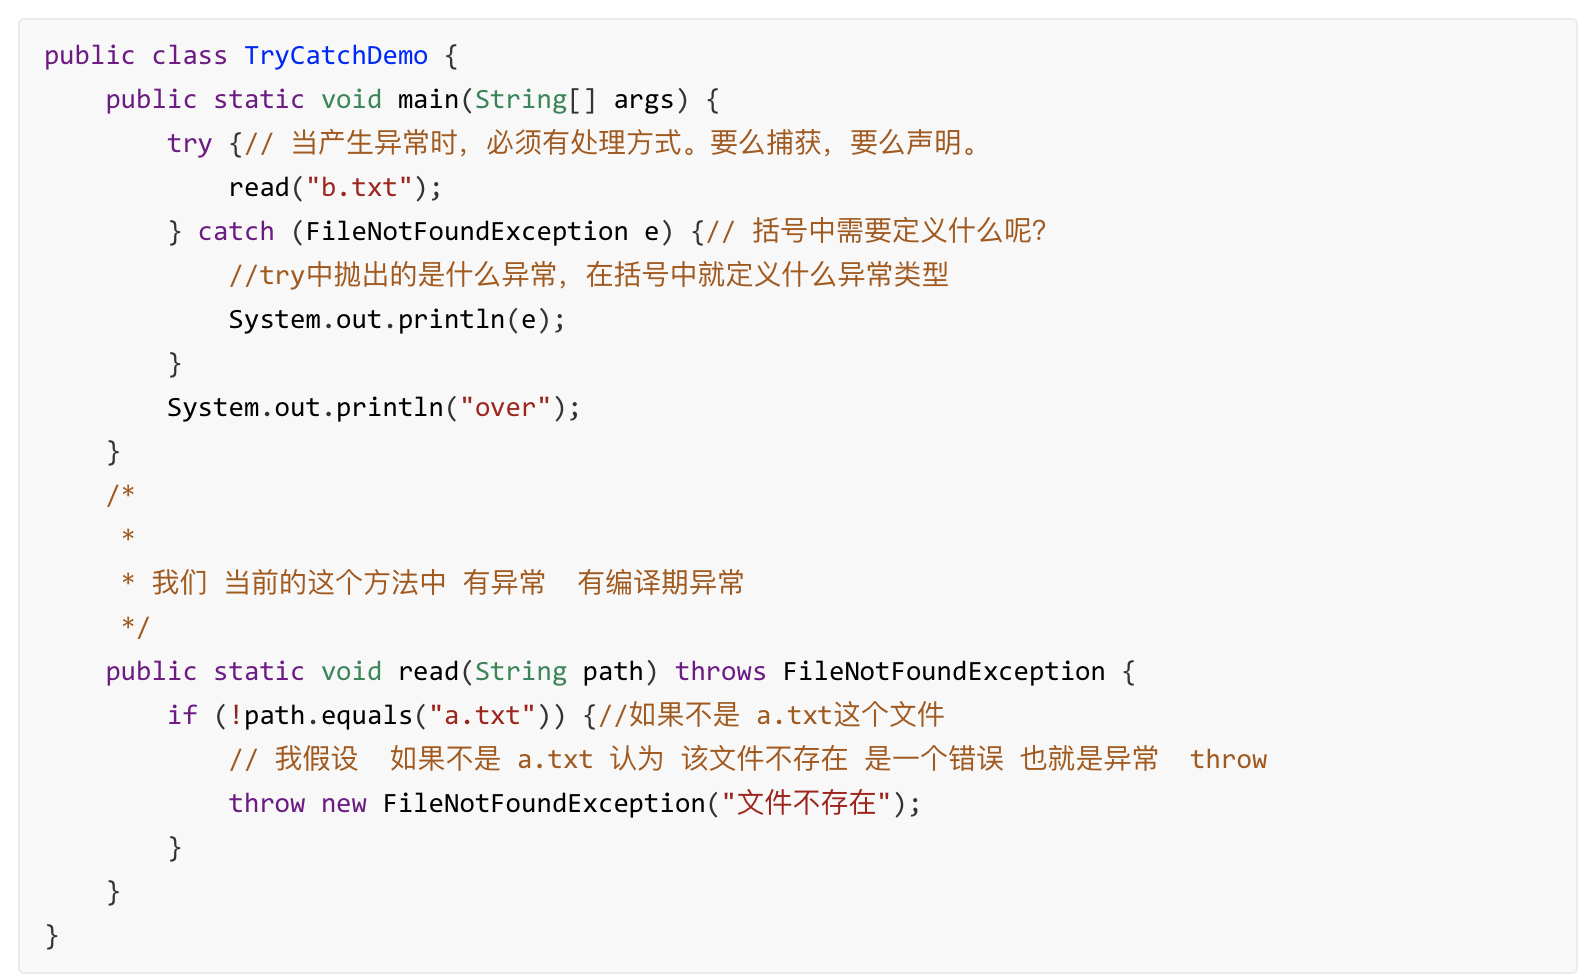 public class TryCatchDemo {
    public static void main(String[] args) {
        try {// 当产生异常时，必须有处理方式。要么捕获，要么声明。
            read("b.txt");
        } catch (FileNotFoundException e) {// 括号中需要定义什么呢？
            //try中抛出的是什么异常，在括号中就定义什么异常类型
            System.out.println(e);
        }
        System.out.println("over");
    }
    /*
     *
     * 我们 当前的这个方法中 有异常  有编译期异常
     */
    public static void read(String path) throws FileNotFoundException {
        if (!path.equals("a.txt")) {//如果不是 a.txt这个文件
            // 我假设  如果不是 a.txt 认为 该文件不存在 是一个错误 也就是异常  throw
            throw new FileNotFoundException("文件不存在");
        }
    }
}